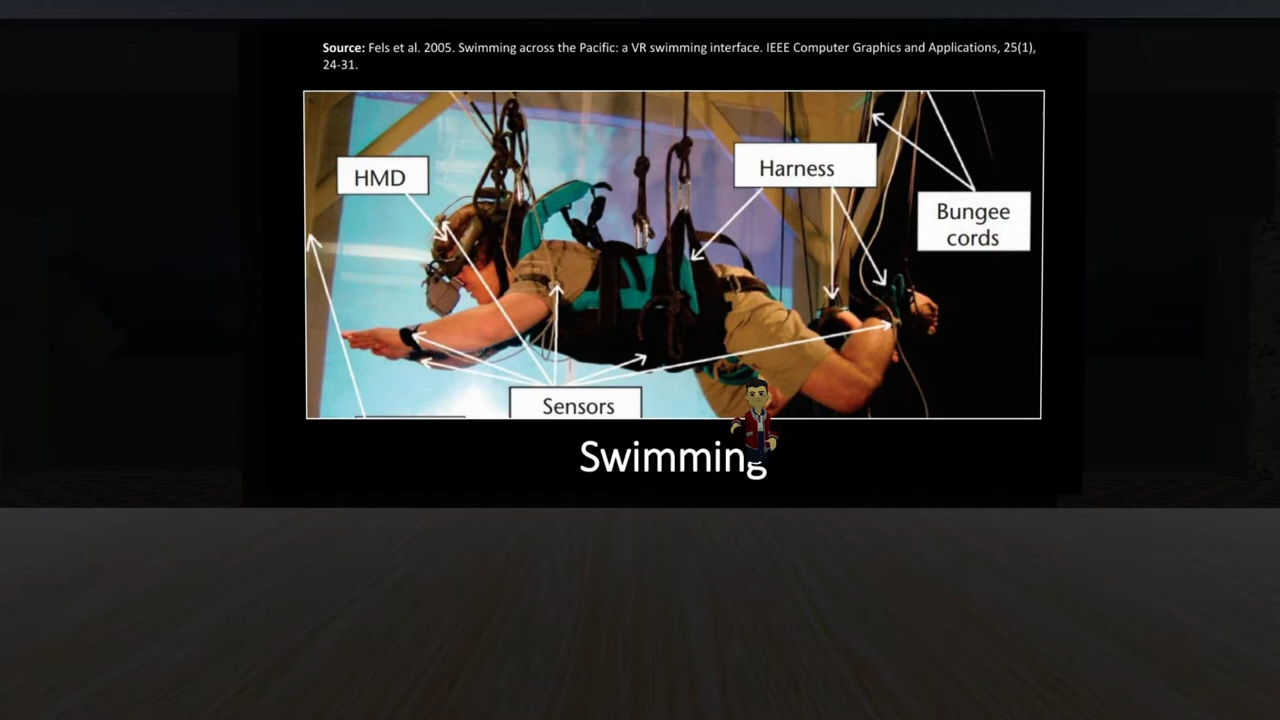 Source: Fels et al. 2005. Swimming across the Pacific: a VR swimming interface. IEEE Computer Graphics and Applications, 25(1),
24-31.
HMD
Harness
Bungee
cords
Sensors
Swimming